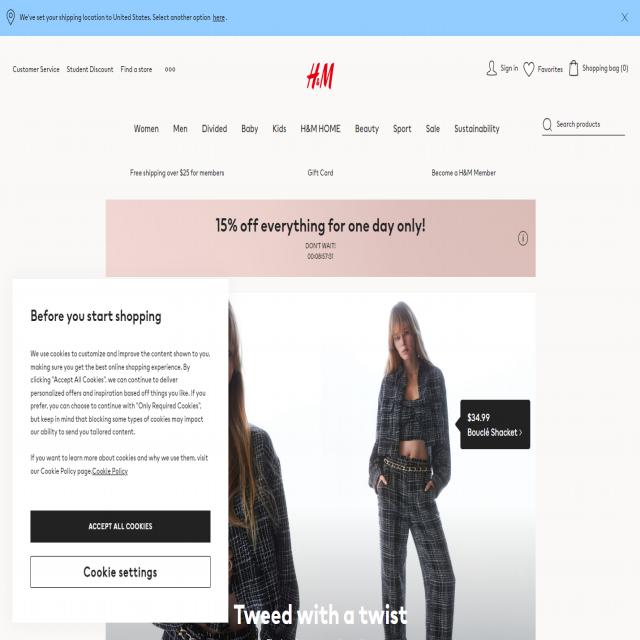 We've set your shipping location to United States. Select another option here.
X
Customer Service Student Discount Find a store
H&M
Sign in Favorites Shopping bag (0)
Women Men Divided Baby Kids H&M HOME Beauty Sport Sale Sustainability
Search products
Free shipping over $25 for members Gift Card Become a H&M Member
15% off everything for one day only!
DON'T WAIT!
00:08:57:31
Before you start shopping
We use cookies to customize and improve the content shown to you,
making sure you get the best online shopping experience. By
clicking "Accept All Cookies", we can continue to deliver
personalized offers and inspiration based off things you like. If you
prefer, you can choose to continue with "Only Required Cookies",
but keep in mind that blocking some types of cookies may impact
our ability to send you tailored content.
If you want to learn more about cookies and why we use them, visit
our Cookie Policy page.Cookie Policy
ACCEPT ALL COOKIES
Cookie settings
$34.99
Bouclé Shacket >
Tweed with a twist